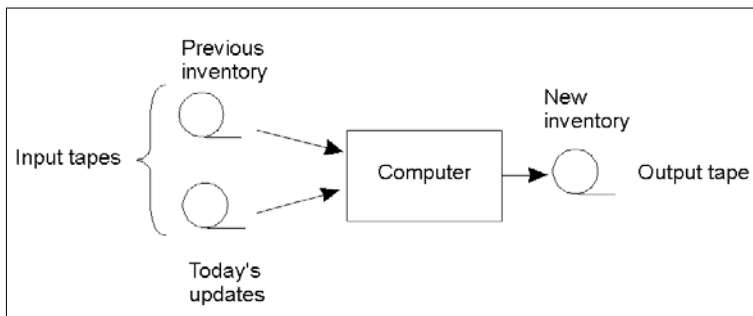 Previous
inventory
Input tapes
Today's
updates
Computer
New
inventory
Output tape